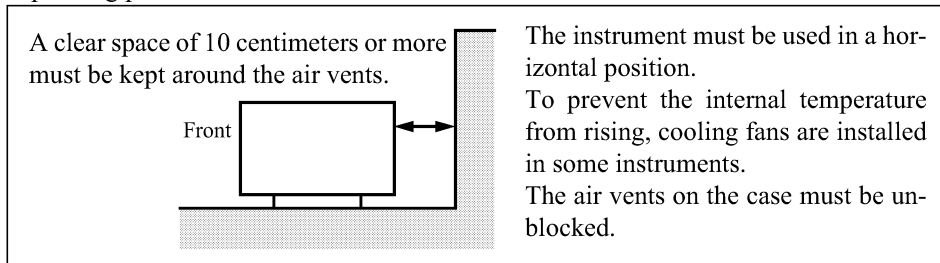 A clear space of 10 centimeters or more
must be kept around the air vents.
Front
The instrument must be used in a hor-
izontal position.
To prevent the internal temperature
from rising, cooling fans are installed
in some instruments.
The air vents on the case must be un-
blocked.